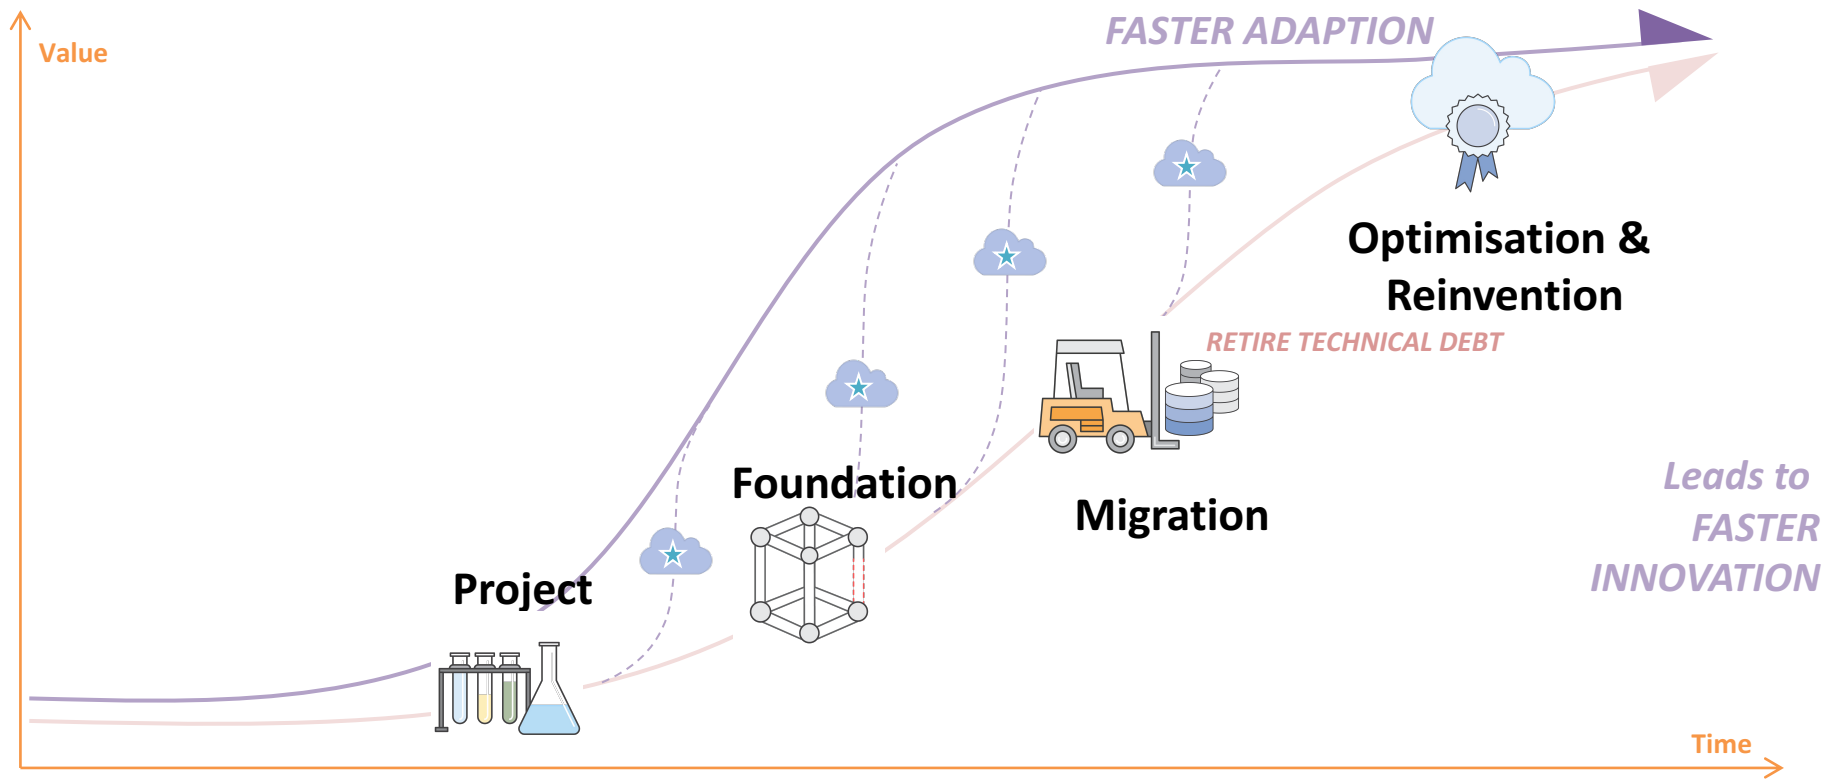 FASTER ADAPTION
Value
Optimisation &
Reinvention
RETIRE TECHNICAL DEBT
Foundation
Migration
Leads to
FASTER
INNOVATION
Project
Time